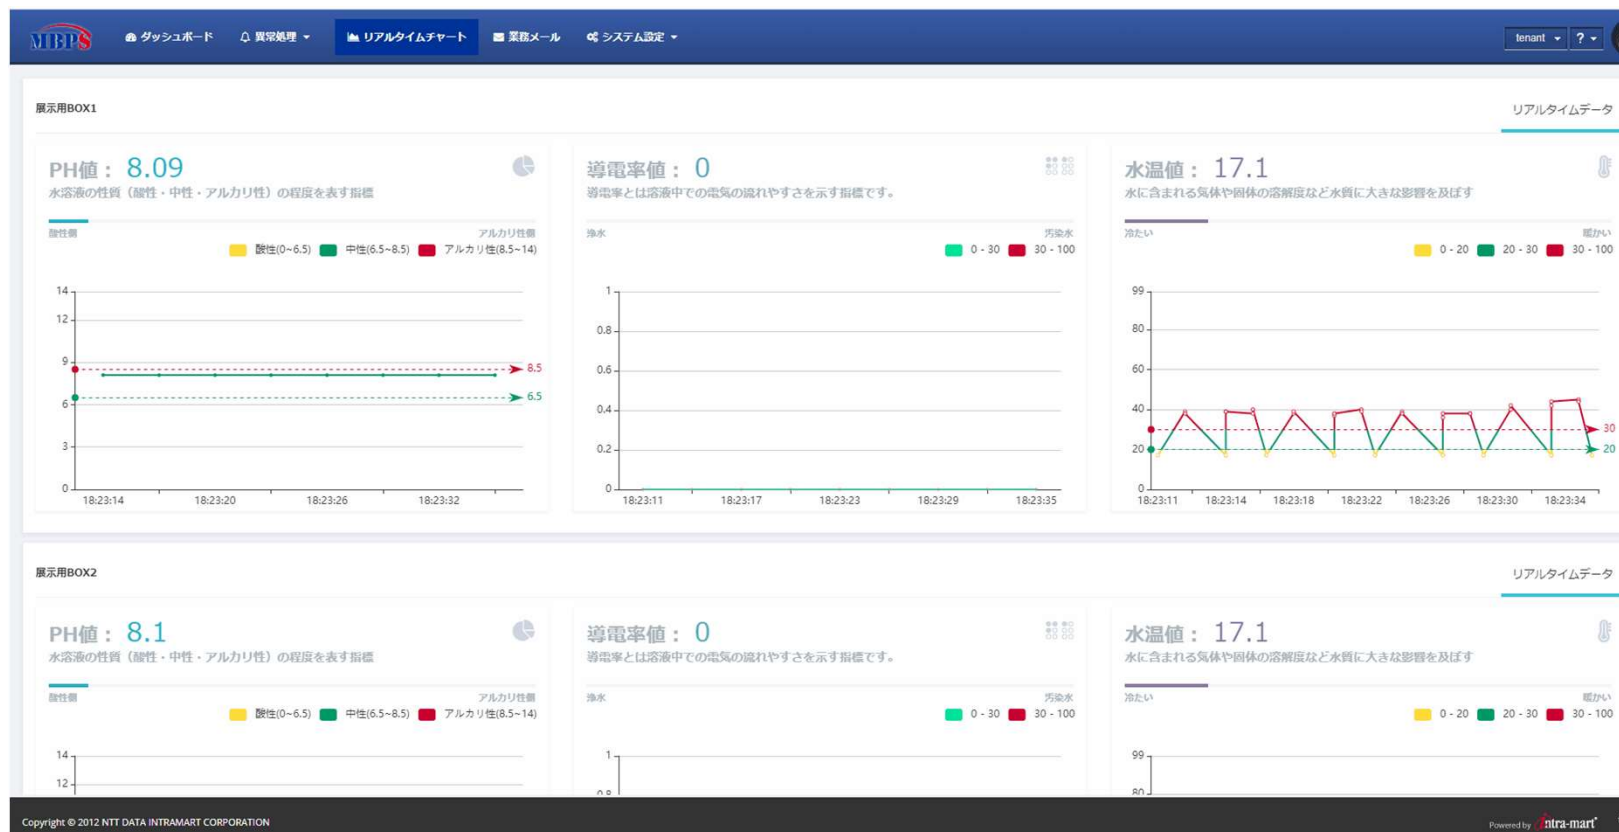 MBPS ダッシュボード 異常処理 リアルタイムチャート 業務メール システム設定 tenant ?
展示用BOX1 リアルタイムデータ
PH値： 8.09
水溶液の性質（酸性・中性・アルカリ性）の程度を表す指標
酸性側 アルカリ性側
酸性(0~6.5) 中性(6.5~8.5) アルカリ性(8.5~14)
14
12
9
8.5
6.5
6
3
0
18:23:14 18:23:20 18:23:26 18:23:32
導電率値： 0
導電率とは溶液中での電気の流れやすさを示す指標です。
浄水 汚染水
0 - 30 30 - 100
1
0.8
0.6
0.4
0.2
0
18:23:11 18:23:17 18:23:23 18:23:29 18:23:35
水温値： 17.1
水に含まれる気体や固体の溶解度など水質に大きな影響を及ぼす
冷たい 暖かい
0 - 20 20 - 30 30 - 100
99
80
60
40
30
20 20
0
18:23:11 18:23:14 18:23:18 18:23:22 18:23:26 18:23:30 18:23:34
展示用BOX2 リアルタイムデータ
PH値： 8.1
水溶液の性質（酸性・中性・アルカリ性）の程度を表す指標
酸性側 アルカリ性側
酸性(0~6.5) 中性(6.5~8.5) アルカリ性(8.5~14)
14
12
導電率値： 0
導電率とは溶液中での電気の流れやすさを示す指標です。
浄水 汚染水
0 - 30 30 - 100
1
0.8
水温値： 17.1
水に含まれる気体や固体の溶解度など水質に大きな影響を及ぼす
冷たい 暖かい
0 - 20 20 - 30 30 - 100
99
80
Copyright © 2012 NTT DATA INTRAMART CORPORATION Powered by intra-mart